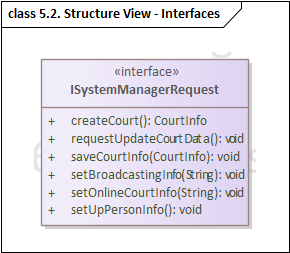 class 5.2. Structure View - Interfaces
«interface»
ISystemManagerRequest
+ createCourt(): CourtInfo
+ requestUpdateCourtData(): void
+ saveCourtInfo(CourtInfo): void
+ setBroadcastingInfo(String): void
+ setOnlineCourtInfo(String): void
+ setUpPersonInfo(): void